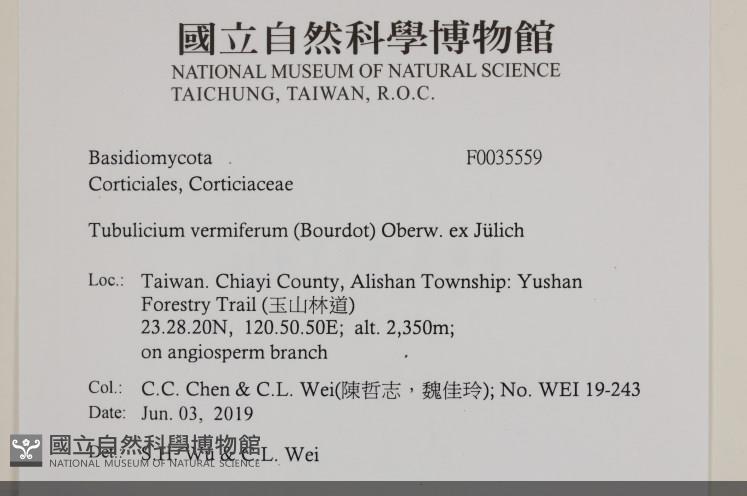 國立自然科學博物館
NATIONAL MUSEUM OF NATURAL SCIENCE
TAICHUNG, TAIWAN, R.O.C.
Basidiomycota F0035559
Corticiales, Corticiaceae
Tubulicium vermiferum (Bourdot) Oberw. ex Jülich
Loc.: Taiwan. Chiayi County, Alishan Township: Yushan
Forestry Trail (玉山林道)
23.28.20N, 120.50.50E; alt. 2,350m;
on angiosperm branch
Col.: C.C. Chen & C.L. Wei(陳哲志，魏佳玲); No. WEI 19-243
Date: Jun. 03, 2019
Det.: S.H. Wu & C.L. Wei
國立自然科學博物館
NATIONAL MUSEUM OF NATURAL SCIENCE